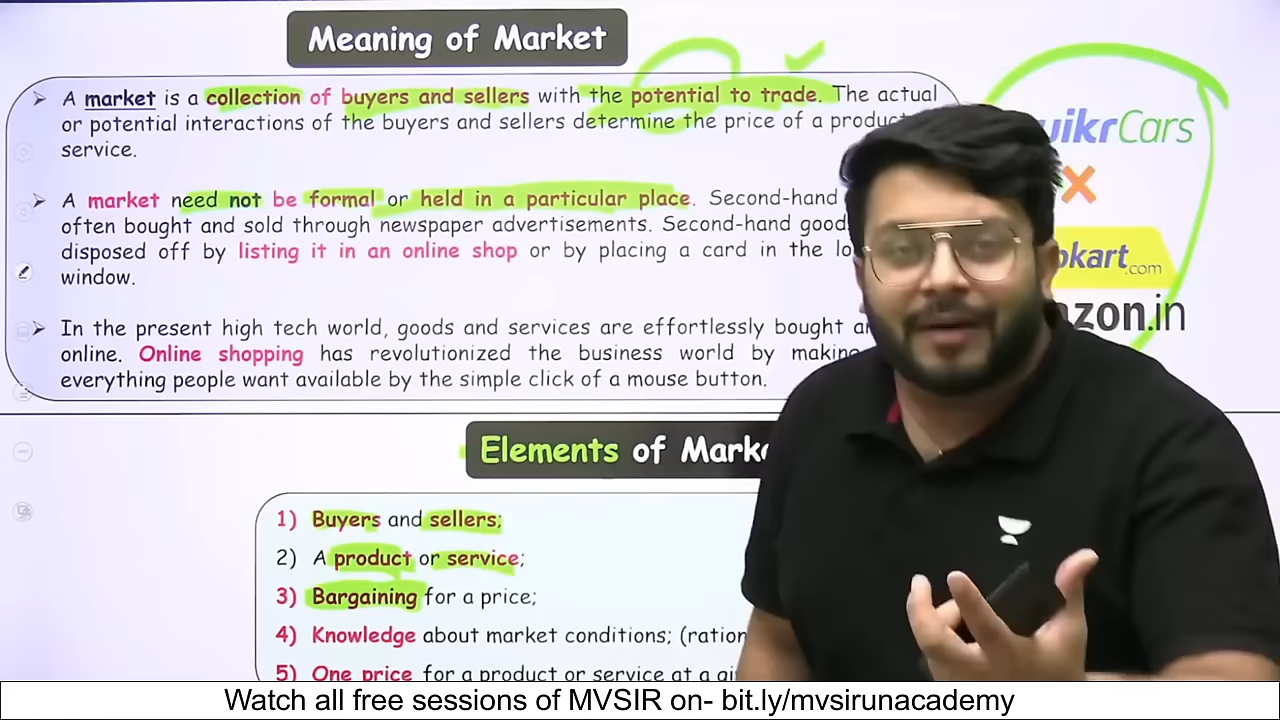 Meaning of Market
➤ A market is a collection of buyers and sellers with the potential to trade. The actual
or potential interactions of the buyers and sellers determine the price of a product
service.
➤ A market need not be formal or held in a particular place. Second-hand
often bought and sold through newspaper advertisements. Second-hand good
disposed off by listing it in an online shop or by placing a card in the lo
window.
➤ In the present high tech world, goods and services are effortlessly bought a
online. Online shopping has revolutionized the business world by making
everything people want available by the simple click of a mouse button.
uikrCars
X
pkart.com
azon.in
Elements of Marke
1) Buyers and sellers;
2) A product or service;
3) Bargaining for a price;
4) Knowledge about market conditions; (ration
5) One price for a product or service at a gi
Watch all free sessions of MVSIR on- bit.ly/mvsirunacademy